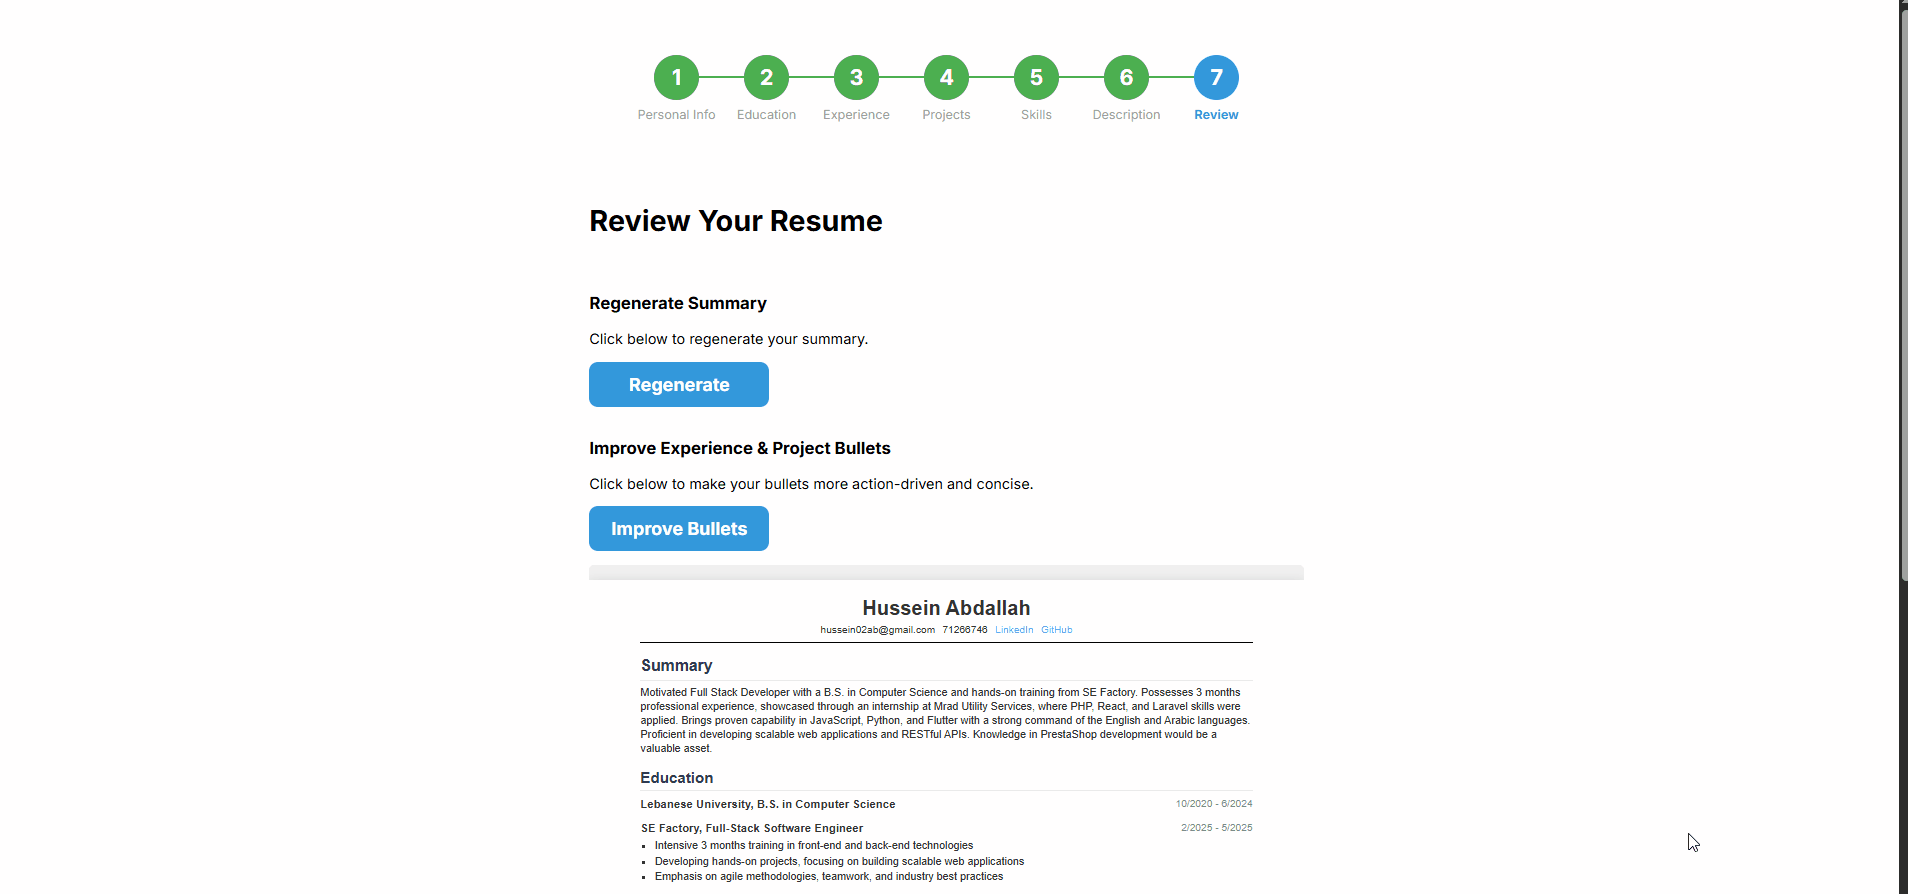 1 2 3 4 5 6 7
Personal Info Education Experience Projects Skills Description Review
Review Your Resume
Regenerate Summary
Click below to regenerate your summary.
Regenerate
Improve Experience & Project Bullets
Click below to make your bullets more action-driven and concise.
Improve Bullets
Hussein Abdallah
hussein02ab@gmail.com 71266746 LinkedIn GitHub
Summary
Motivated Full Stack Developer with a B.S. in Computer Science and hands-on training from SE Factory. Possesses 3 months
professional experience, showcased through an internship at Mrad Utility Services, where PHP, React, and Laravel skills were
applied. Brings proven capability in JavaScript, Python, and Flutter with a strong command of the English and Arabic languages.
Proficient in developing scalable web applications and RESTful APIs. Knowledge in PrestaShop development would be a
valuable asset.
Education
Lebanese University, B.S. in Computer Science 10/2020 - 6/2024
SE Factory, Full-Stack Software Engineer 2/2025 - 5/2025
▪ Intensive 3 months training in front-end and back-end technologies
▪ Developing hands-on projects, focusing on building scalable web applications
▪ Emphasis on agile methodologies, teamwork, and industry best practices